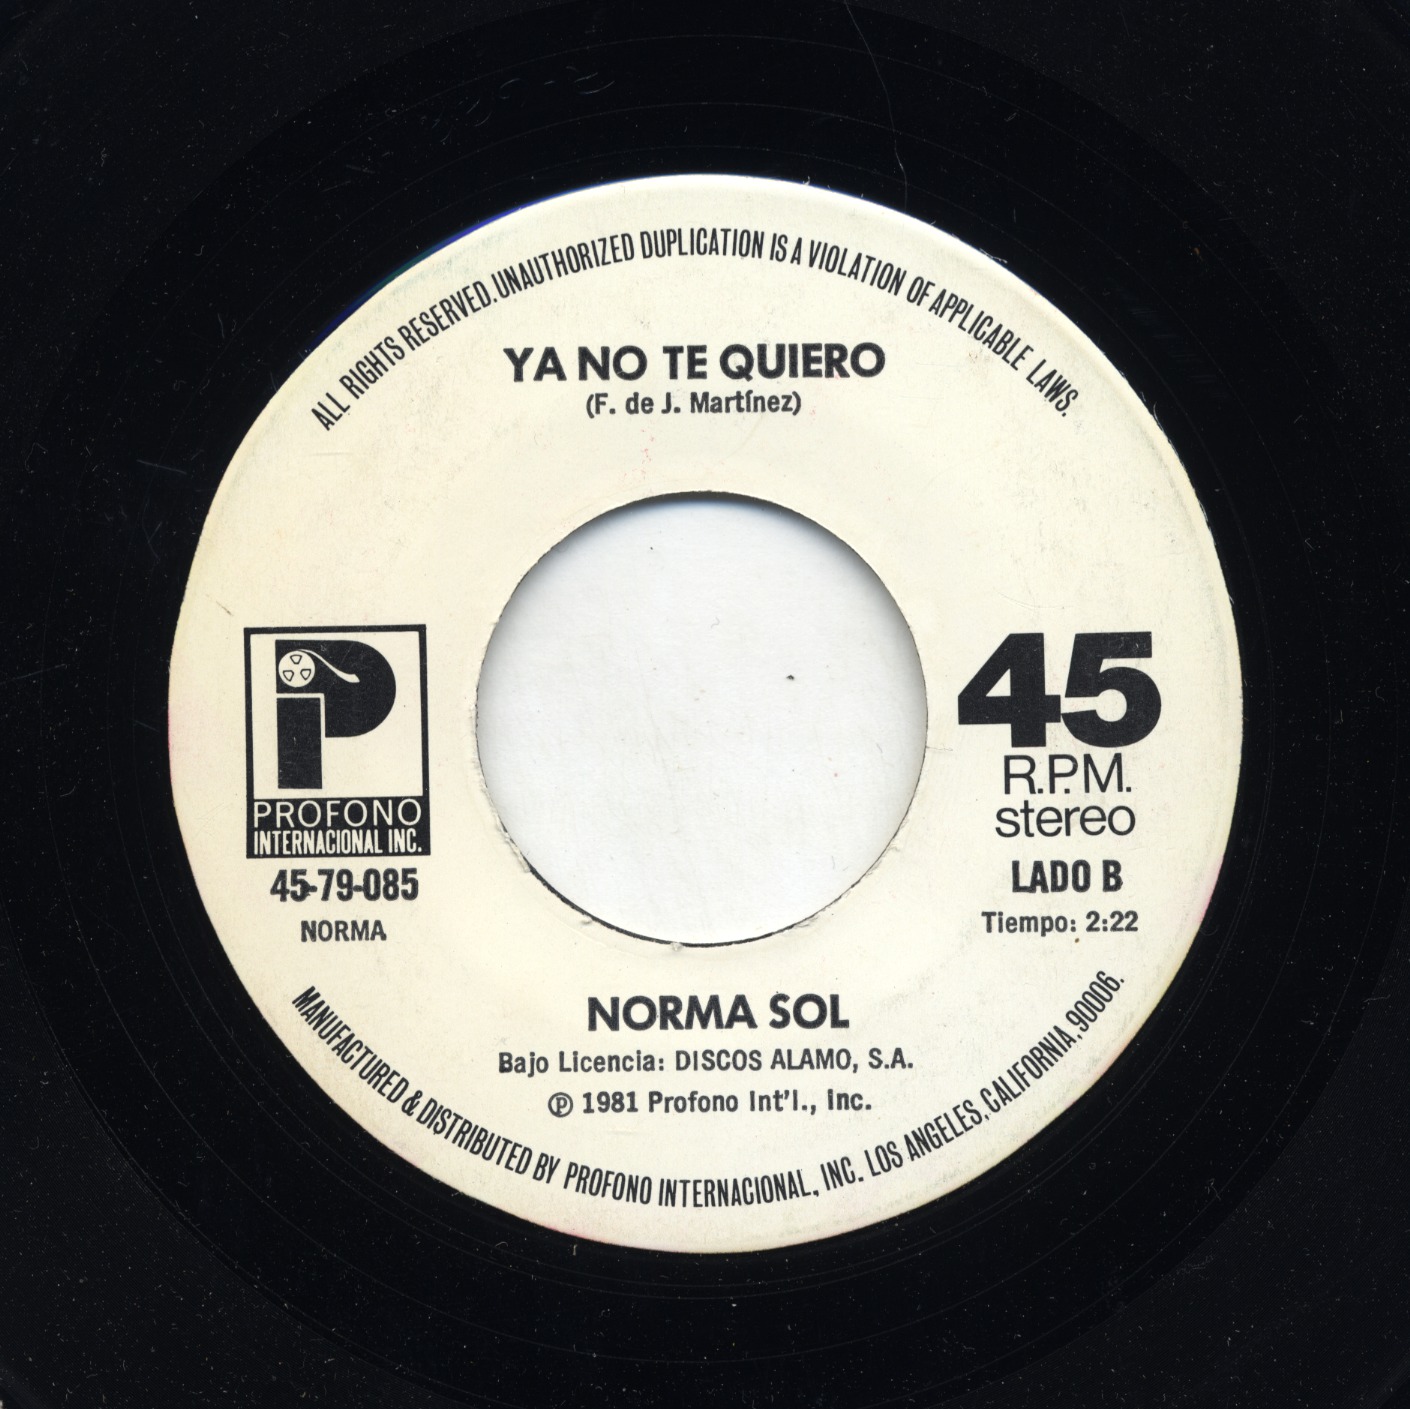 ALL RIGHTS RESERVED. UNAUTHORIZED DUPLICATION IS A VIOLATION OF APPLICABLE LAWS.
YA NO TE QUIERO
(F. de J. Martínez)
PROFONO
INTERNACIONAL INC.
45-79-085
NORMA
45
R.P.M.
stereo
LADO B
Tiempo: 2:22
NORMA SOL
Bajo Licencia: DISCOS ALAMO, S.A.
℗ 1981 Profono Int'l., Inc.
MANUFACTURED & DISTRIBUTED BY PROFONO INTERNACIONAL, INC. LOS ANGELES, CALIFORNIA, 90006.